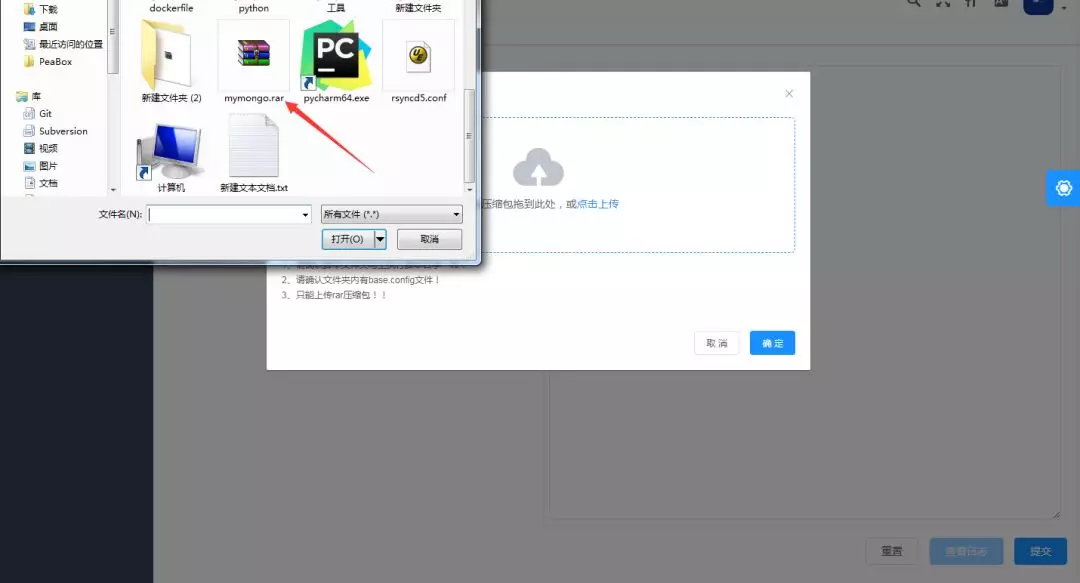 下载
桌面
最近访问的位置
PeaBox
库
Git
Subversion
视频
图片
文档
dockerfile
python
工具
新建文件夹
新建文件夹 (2)
mymongo.rar
PC
pycharm64.exe
rsyncd5.conf
计算机
新建文本文档.txt
文件名(N):
所有文件 (*.*)
打开(O)
取消
压缩包拖到此处，或点击上传
2、请确认文件夹内有base.config文件！
3、只能上传rar压缩包！！
取 消
确 定
重置
查看日志
提交